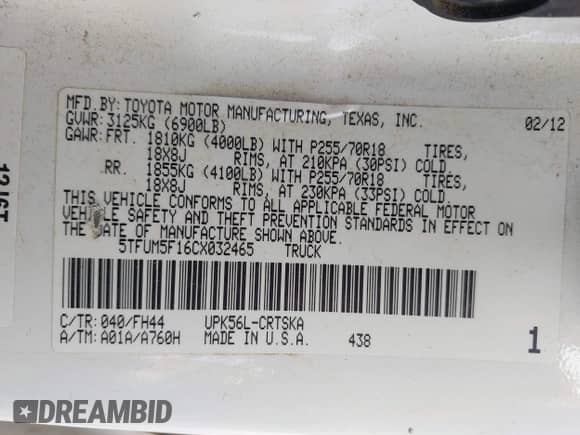 MFD.BY:TOYOTA MOTOR MANUFACTURING, TEXAS, INC. 02/12
GVWR:3125KG (6900LB)
GAWR:FRT. 1810KG (4000LB) WITH P255/70R18 TIRES,
18X8J RIMS, AT 210KPA (30PSI) COLD.
RR. 1855KG (4100LB) WITH P255/70R18 TIRES,
18X8J RIMS, AT 230KPA (33PSI) COLD.
THIS VEHICLE CONFORMS TO ALL APPLICABLE FEDERAL MOTOR
VEHICLE SAFETY AND THEFT PREVENTION STANDARDS IN EFFECT ON
THE DATE OF MANUFACTURE SHOWN ABOVE.
5TFUM5F16CX032465 TRUCK
C/TR:040/FH44 UPK56L-CRTSKA
A/TM:A01A/A760H MADE IN U.S.A. 438 1
DREAMBID